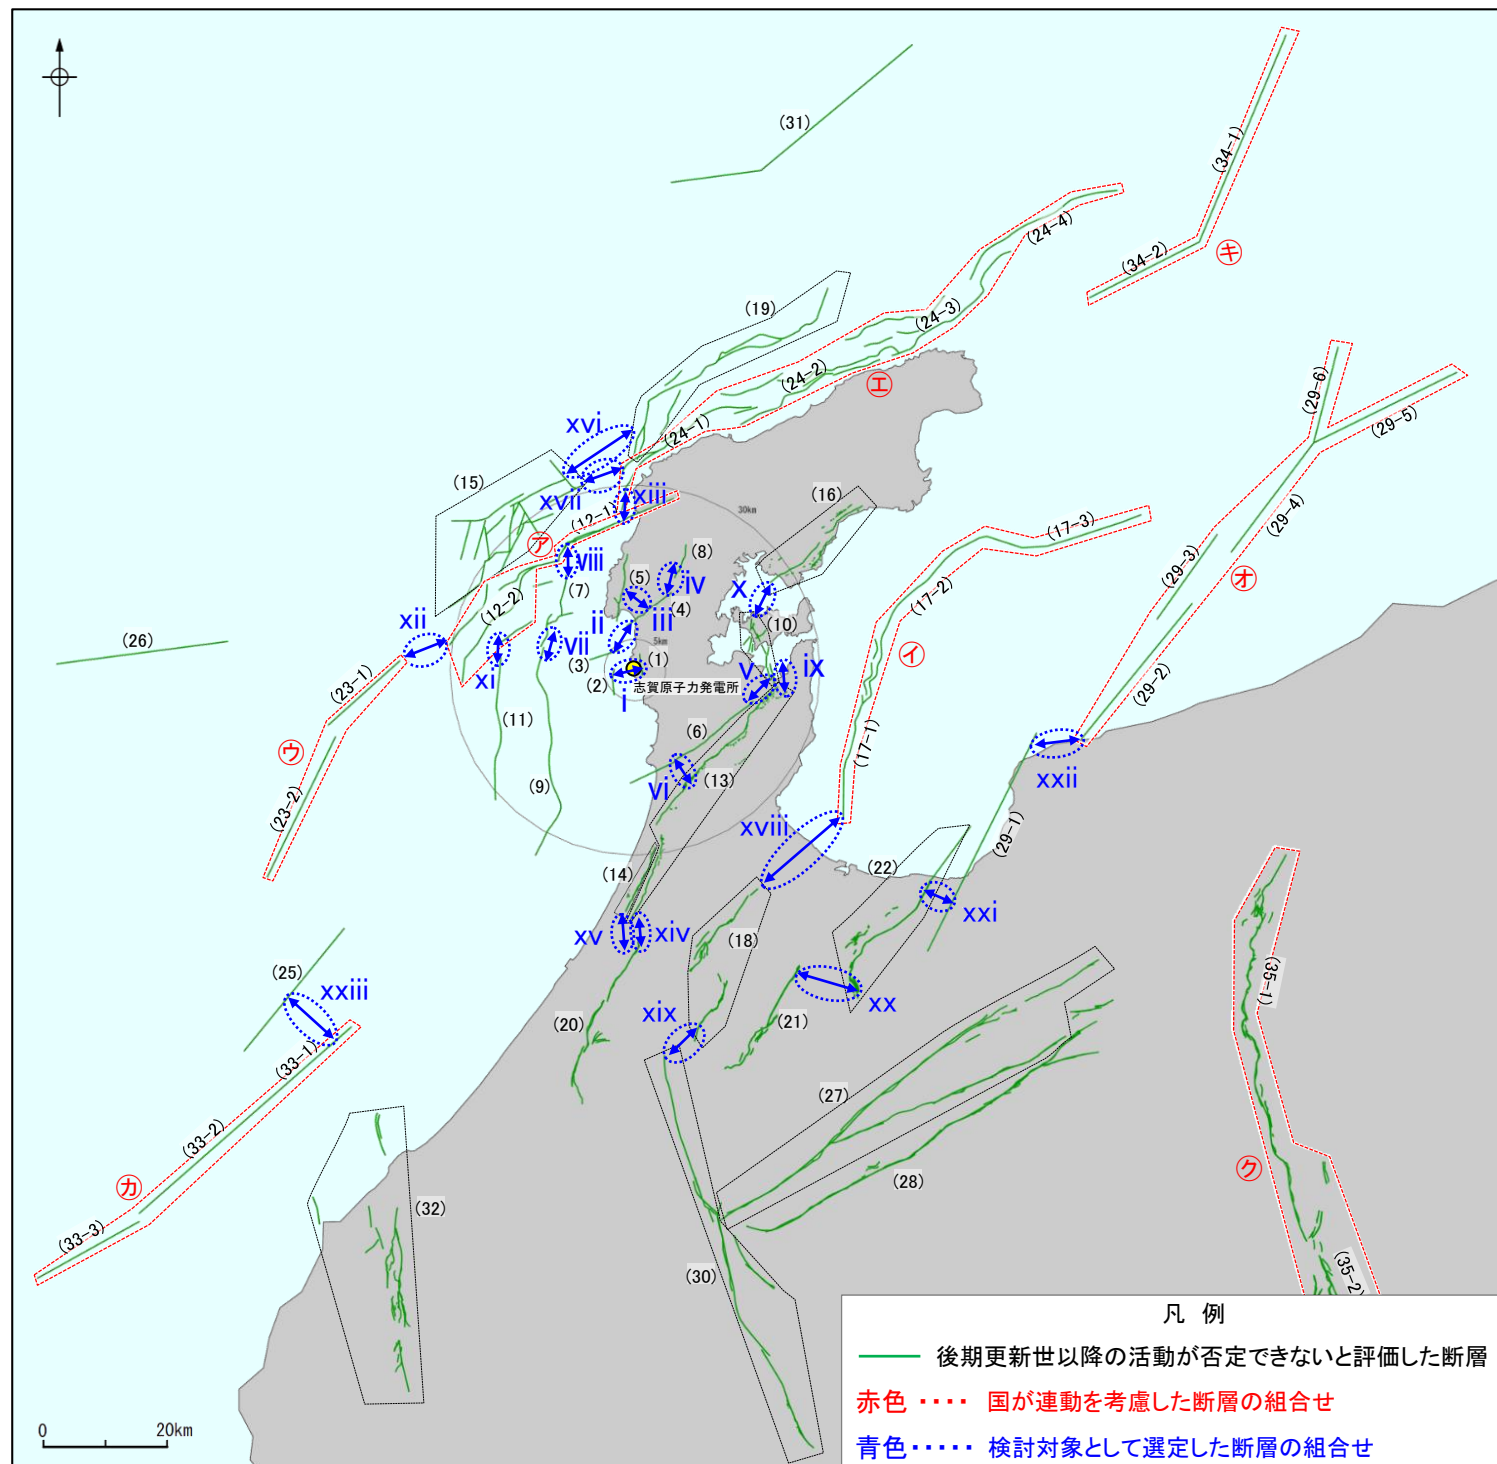 (31)
(34-1)
(24-4)
(34-2)
㋖
(19)
(24-3)
(24-2)
㋓
(29-6)
xvi
(24-1)
(29-5)
(15)
xvii
xiii
(16)
30km
(12-1)
(17-3)
(29-4)
㋐
viii
(8)
(29-3)
㋔
(7)
(5)
iv
x
(12-2)
(4)
(17-2)
xii
ii
iii
(10)
(26)
vii
5km
㋑
xi
(3)
(1)
v
ix
(23-1)
(2)
志賀原子力発電所
i
(29-2)
(11)
(6)
(17-1)
㋒
xxii
(9)
vi
(13)
(23-2)
xviii
(29-1)
(14)
(22)
xxi
xv
xiv
(18)
(25)
xxiii
xx
(35-1)
(20)
xix
(21)
(33-1)
(27)
(33-2)
㋕
㋗
(28)
(32)
(33-3)
(30)
(35-2)
凡 例
後期更新世以降の活動が否定できないと評価した断層
赤色 ････ 国が連動を考慮した断層の組合せ
青色 ･････ 検討対象として選定した断層の組合せ
0 20km